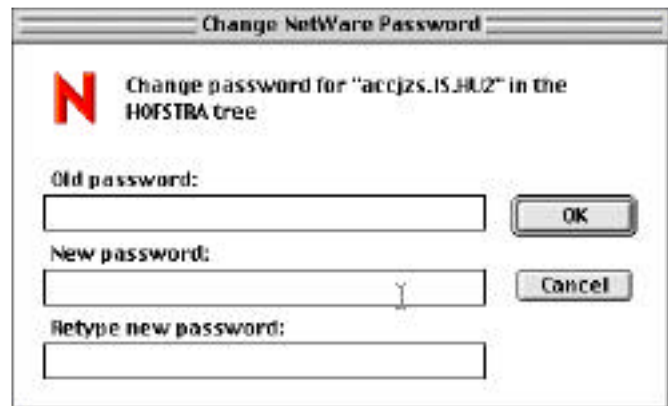 Change NetWare Password
N
Change password for "accjzs.IS.HU2" in the
HOFSTRA tree
Old password:
OK
New password:
Cancel
Retype new password: